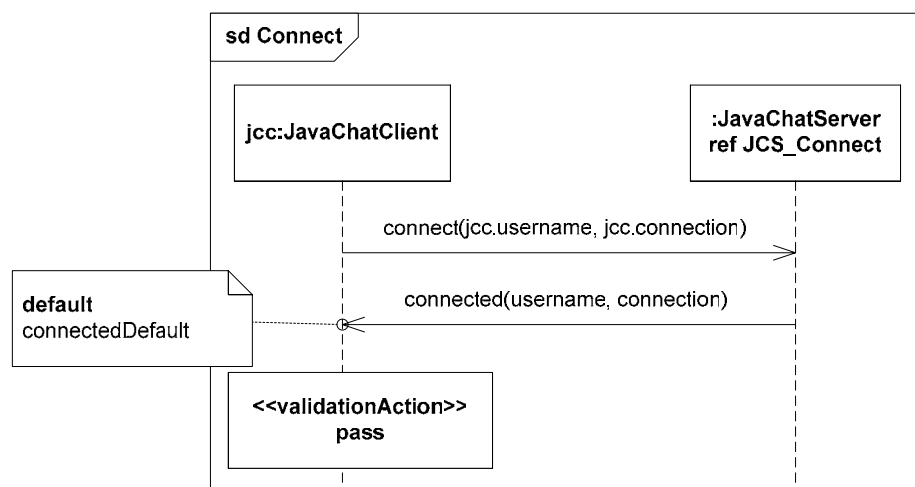 sd Connect
jcc:JavaChatClient
:JavaChatServer
ref JCS_Connect
connect(jcc.username, jcc.connection)
default
connectedDefault
connected(username, connection)
<<validationAction>>
pass